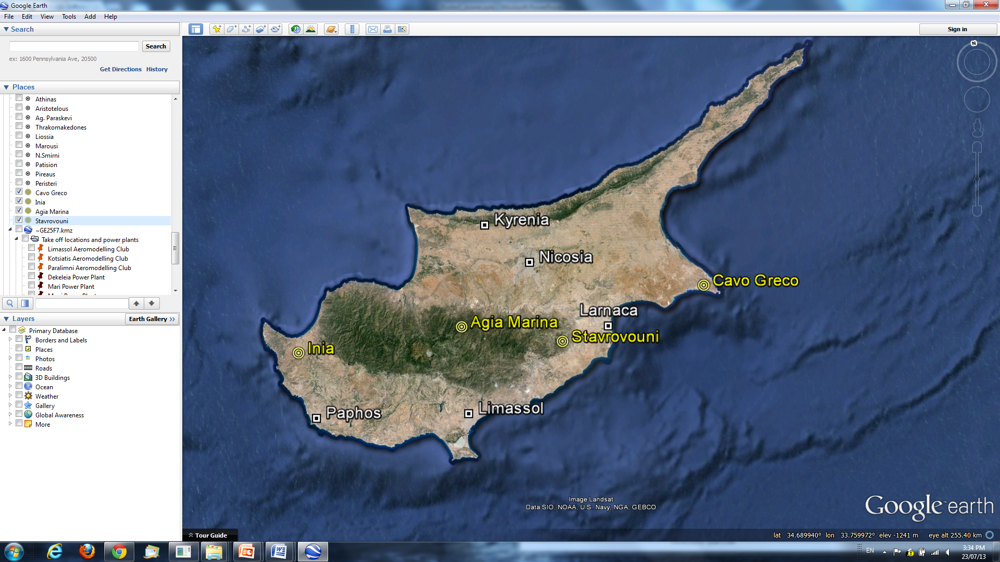 Google Earth
File Edit View Tools Add Help
Search
Search
ex: 1600 Pennsylvania Ave, 20500
Get Directions History
Places
Athinas
Aristotelous
Ag. Paraskevi
Thrakomakedones
Liossia
Marousi
N.Smirni
Patision
Pireaus
Peristeri
Cavo Greco
Inia
Agia Marina
Stavrovouni
~GE25F7.kmz
Take off locations and power plants
Limassol Aeromodelling Club
Kotsiatis Aeromodelling Club
Paralimni Aeromodelling Club
Dekeleia Power Plant
Mari Power Plant
Layers
Earth Gallery »
Primary Database
Borders and Labels
Places
Photos
Roads
3D Buildings
Ocean
Weather
Gallery
Global Awareness
More
Sign in
N
Kyrenia
Nicosia
Cavo Greco
Larnaca
Agia Marina
Stavrovouni
Inia
Limassol
Paphos
Image Landsat
Data SIO, NOAA, U.S. Navy, NGA, GEBCO
Google earth
Tour Guide
lat 34.689940° lon 33.759972° elev -1241 m eye alt 255.40 km
EN
3:34 PM
23/07/13